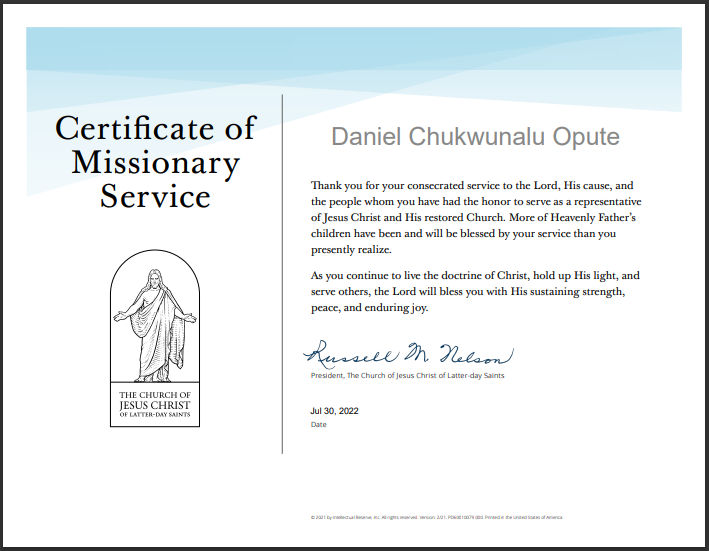 Certificate of
Missionary
Service
THE CHURCH OF
JESUS CHRIST
OF LATTER-DAY SAINTS
Daniel Chukwunalu Opute
Thank you for your consecrated service to the Lord, His cause, and
the people whom you have had the honor to serve as a representative
of Jesus Christ and His restored Church. More of Heavenly Father’s
children have been and will be blessed by your service than you
presently realize.
As you continue to live the doctrine of Christ, hold up His light, and
serve others, the Lord will bless you with His sustaining strength,
peace, and enduring joy.
Russell M. Nelson
President, The Church of Jesus Christ of Latter-day Saints
Jul 30, 2022
Date
© 2021 by Intellectual Reserve, Inc. All rights reserved. Version: 2/21. PD60010079 000. Printed in the United States of America